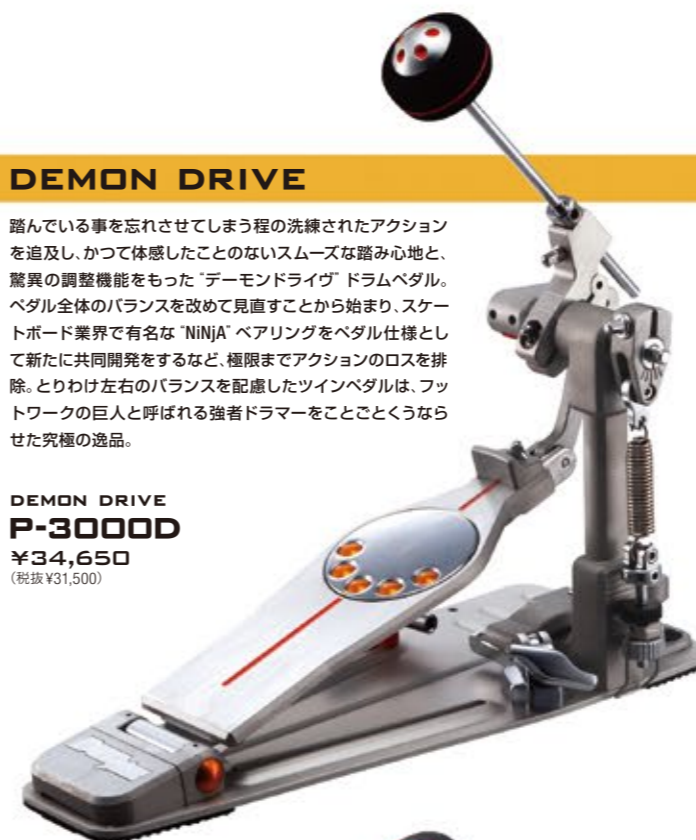 DEMON DRIVE
踏んでいる事を忘れさせてしまう程の洗練されたアクション
を追及し、かつて体感したことのないスムーズな踏み心地と、
驚異の調整機能をもった“デーモンドライヴ”ドラムペダル。
ペダル全体のバランスを改めて見直すことから始まり、スケー
トボード業界で有名な“NiNjA”ベアリングをペダル仕様とし
て新たに共同開発をするなど、極限までアクションのロスを排
除。とりわけ左右のバランスを配慮したツインペダルは、フッ
トワークの巨人と呼ばれる強者ドラマーをことごとくうなら
せた究極の逸品。
DEMON DRIVE
P-3000D
¥34,650
(税抜¥31,500)